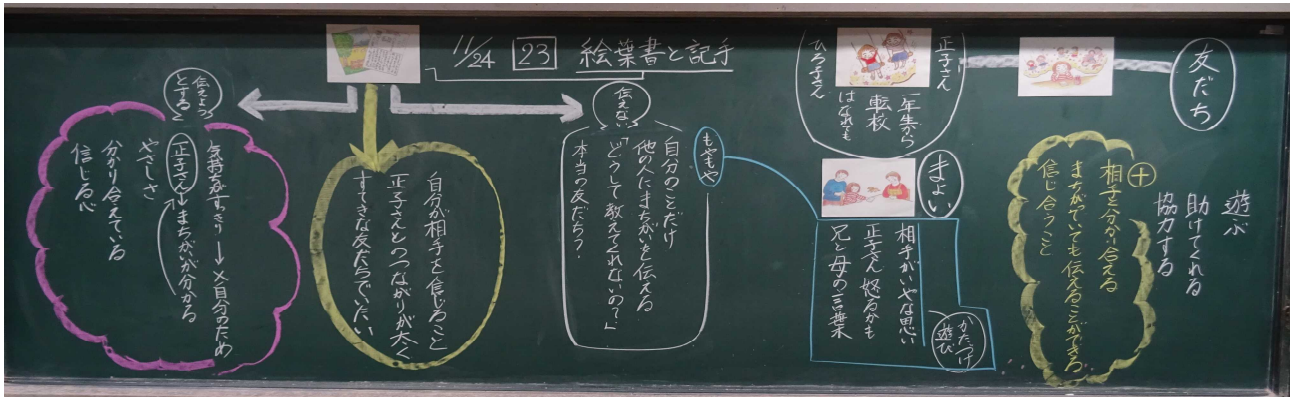 11/24 23 絵葉書と記手
友だち
遊ぶ
助けてくれる
協力する
＋
相手を分かり合える
まちがいでいても伝えることができる
信じ合うこと
正子さん
ひろ子さん
一年生から
転校
はなれても
まよい
相手がいやな思い
正子さん怒るかも
兄と母の言葉
かたづけ
遊び
もやもや
伝えない
自分のことだけ
他の人にまちがいを伝える
「どうして教えてくれないの？」
本当の友だち？
自分が相手を信じること
正子さんとのつながりが太く
すてきな友だちでいたい
伝えよう
とする
気持ちがすっきり→×自分のため
正子さん→まちがいが分かる
やさしさ
分かり合えている
信じる心